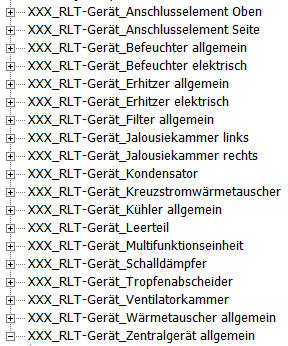 XXX_RLT-Gerät_Anschlusselement Oben
XXX_RLT-Gerät_Anschlusselement Seite
XXX_RLT-Gerät_Befeuchter allgemein
XXX_RLT-Gerät_Befeuchter elektrisch
XXX_RLT-Gerät_Erhitzer allgemein
XXX_RLT-Gerät_Erhitzer elektrisch
XXX_RLT-Gerät_Filter allgemein
XXX_RLT-Gerät_Jalousiekammer links
XXX_RLT-Gerät_Jalousiekammer rechts
XXX_RLT-Gerät_Kondensator
XXX_RLT-Gerät_Kreuzstromwärmetauscher
XXX_RLT-Gerät_Kühler allgemein
XXX_RLT-Gerät_Leerteil
XXX_RLT-Gerät_Multifunktionseinheit
XXX_RLT-Gerät_Schalldämpfer
XXX_RLT-Gerät_Tropfenabscheider
XXX_RLT-Gerät_Ventilatorkammer
XXX_RLT-Gerät_Wärmetauscher allgemein
XXX_RLT-Gerät_Zentralgerät allgemein